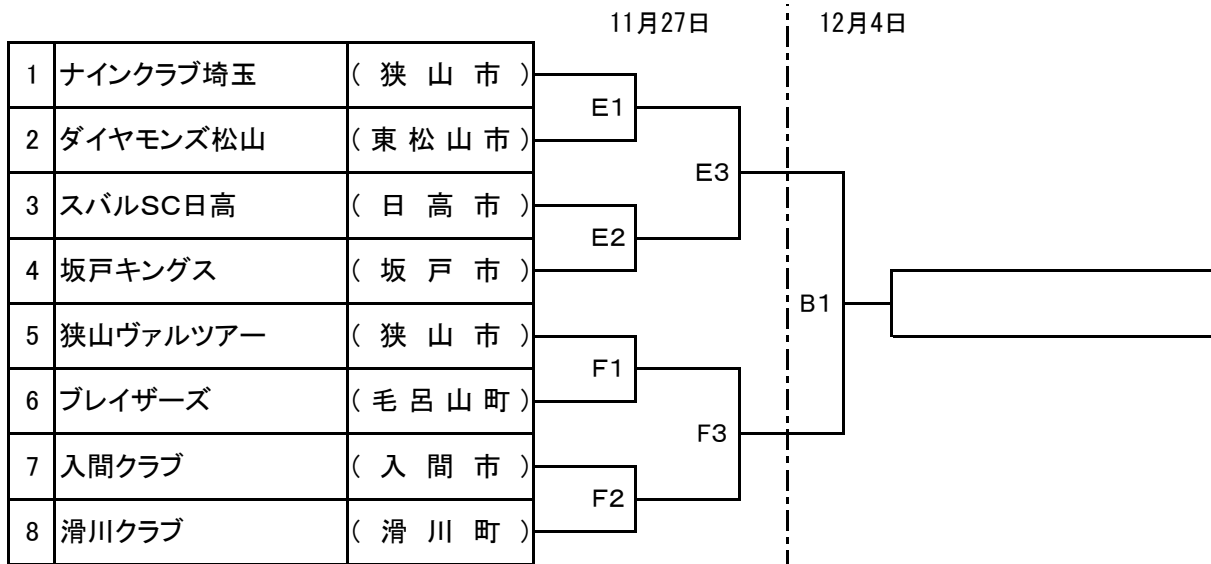 11月27日 12月4日
1 ナインクラブ埼玉 (狭山市)
E1
2 ダイヤモンズ松山 (東松山市)
E3
3 スバルSC日高 (日高市)
E2
4 坂戸キングス (坂戸市)
B1
5 狭山ヴァルツアー (狭山市)
F1
6 ブレイザーズ (毛呂山町)
F3
7 入間クラブ (入間市)
F2
8 滑川クラブ (滑川町)